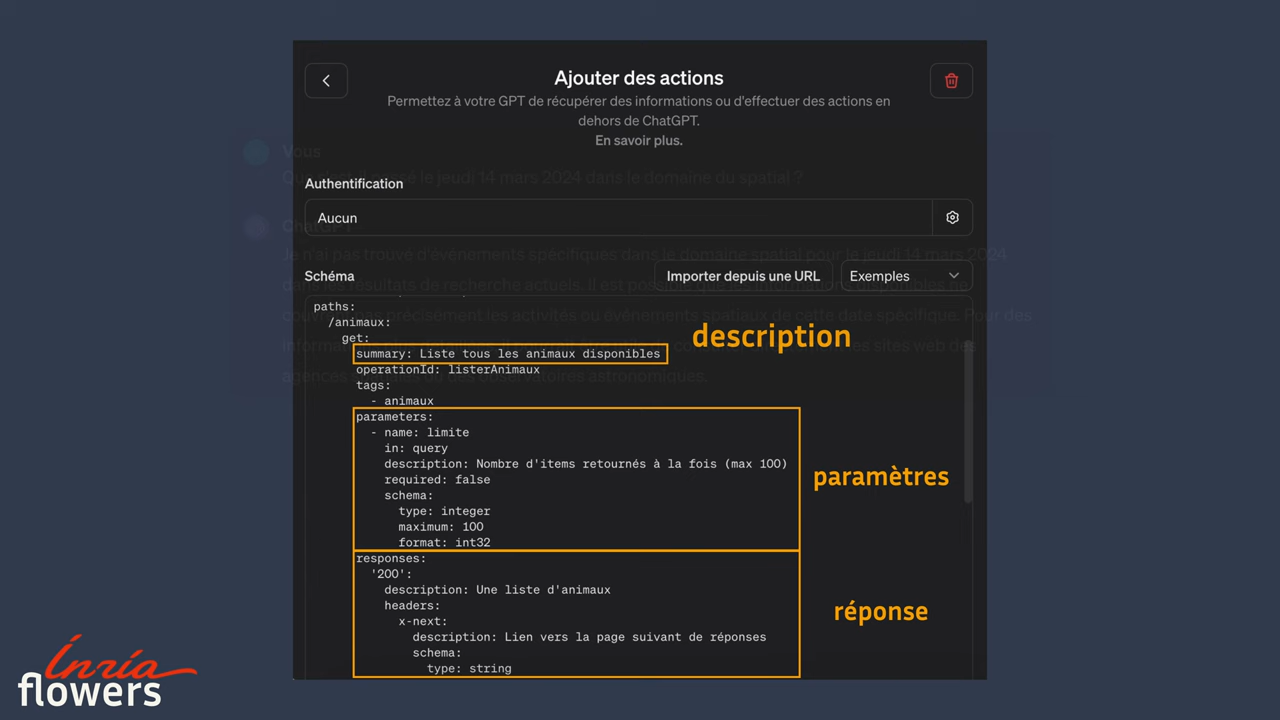 Ajouter des actions
Permettez à votre GPT de récupérer des informations ou d'effectuer des actions en
dehors de ChatGPT.
En savoir plus.
Vous
Authentification
Aucun
ChatGPT
Schéma
Importer depuis une URL
Exemples
paths:
/animaux:
get:
summary: Liste tous les animaux disponibles
operationId: listerAnimaux
tags:
- animaux
parameters:
- name: limite
in: query
description: Nombre d'items retournés à la fois (max 100)
required: false
schema:
type: integer
maximum: 100
format: int32
responses:
'200':
description: Une liste d'animaux
headers:
x-next:
description: Lien vers la page suivant de réponses
schema:
type: string
description
paramètres
réponse
Inria
flowers